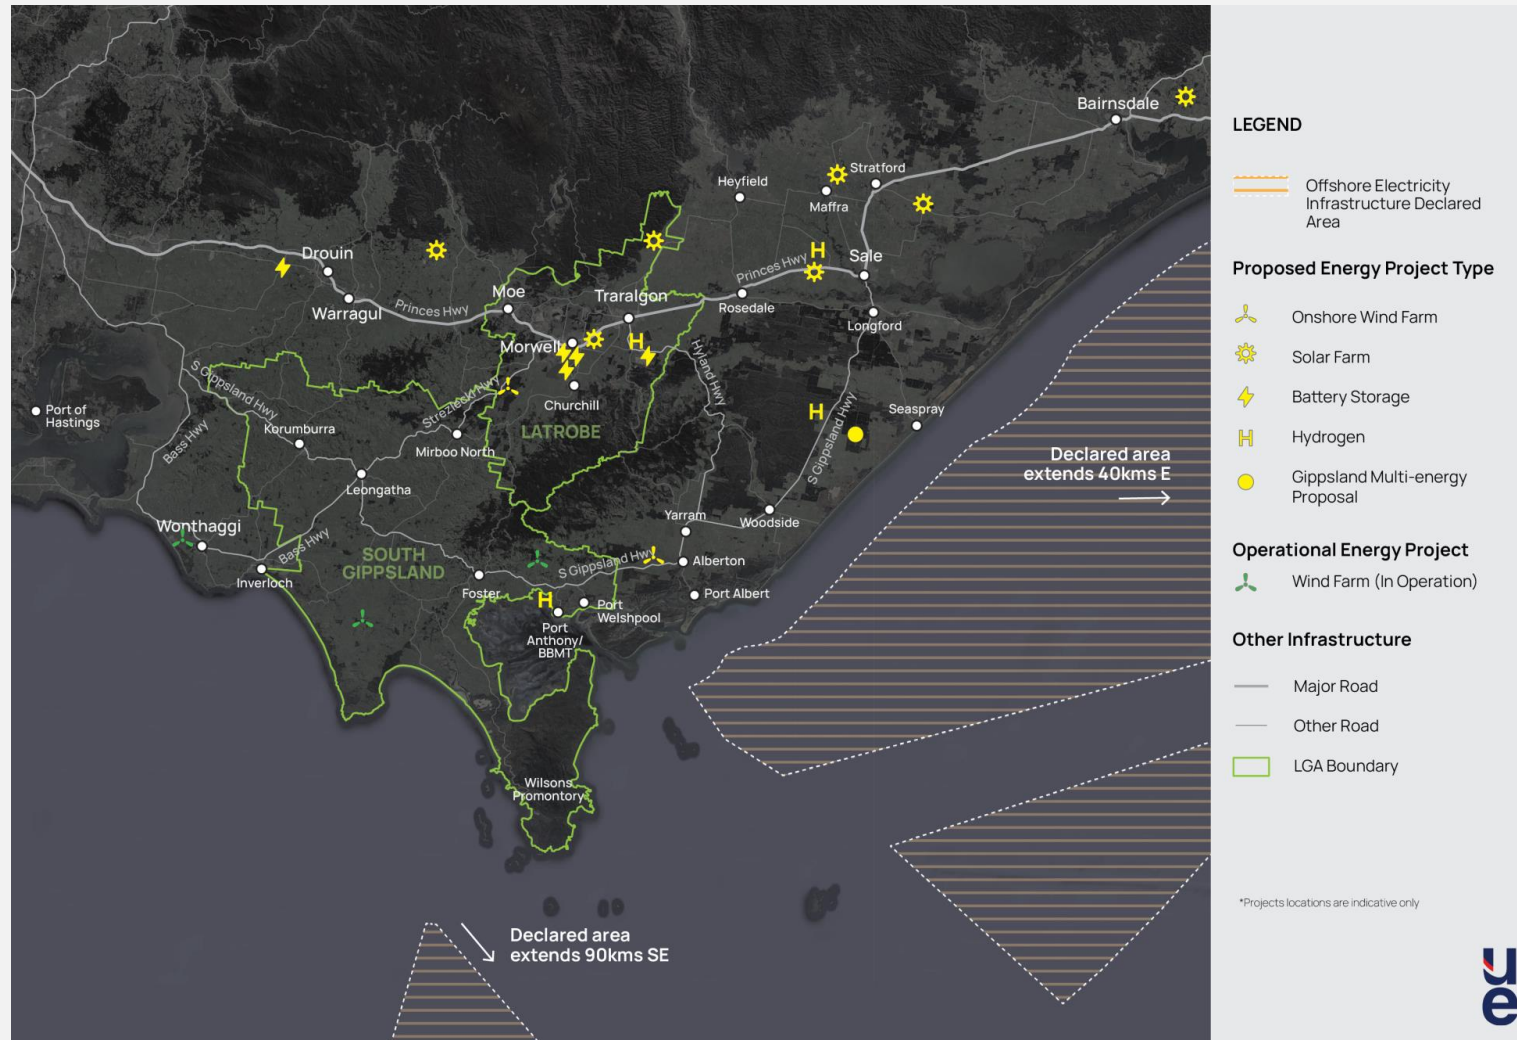 Bairnsdale
Stratford
Heyfield
Maffra
Drouin
H
Sale
Princes Hwy
Moe
Traralgon
Rosedale
Warragul
Princes Hwy
Longford
Morwell
H
Hyland Hwy
S Gippsland Hwy
Strezlecki Hwy
Churchill
H
Seaspray
Port of
Hastings
Korumburra
LATROBE
Bass Hwy
Mirboo North
S Gippsland Hwy
Declared area
extends 40kms E
Leongatha
Yarram
Woodside
Wonthaggi
Bass Hwy
SOUTH
GIPPSLAND
S Gippsland Hwy
Alberton
Inverloch
Foster
H
Port
Welshpool
Port Albert
Port
Anthony/
BBMT
Wilsons
Promontory
Declared area
extends 90kms SE
LEGEND
Offshore Electricity
Infrastructure Declared
Area
Proposed Energy Project Type
Onshore Wind Farm
Solar Farm
Battery Storage
H Hydrogen
Gippsland Multi-energy
Proposal
Operational Energy Project
Wind Farm (In Operation)
Other Infrastructure
Major Road
Other Road
LGA Boundary
*Projects locations are indicative only
ue